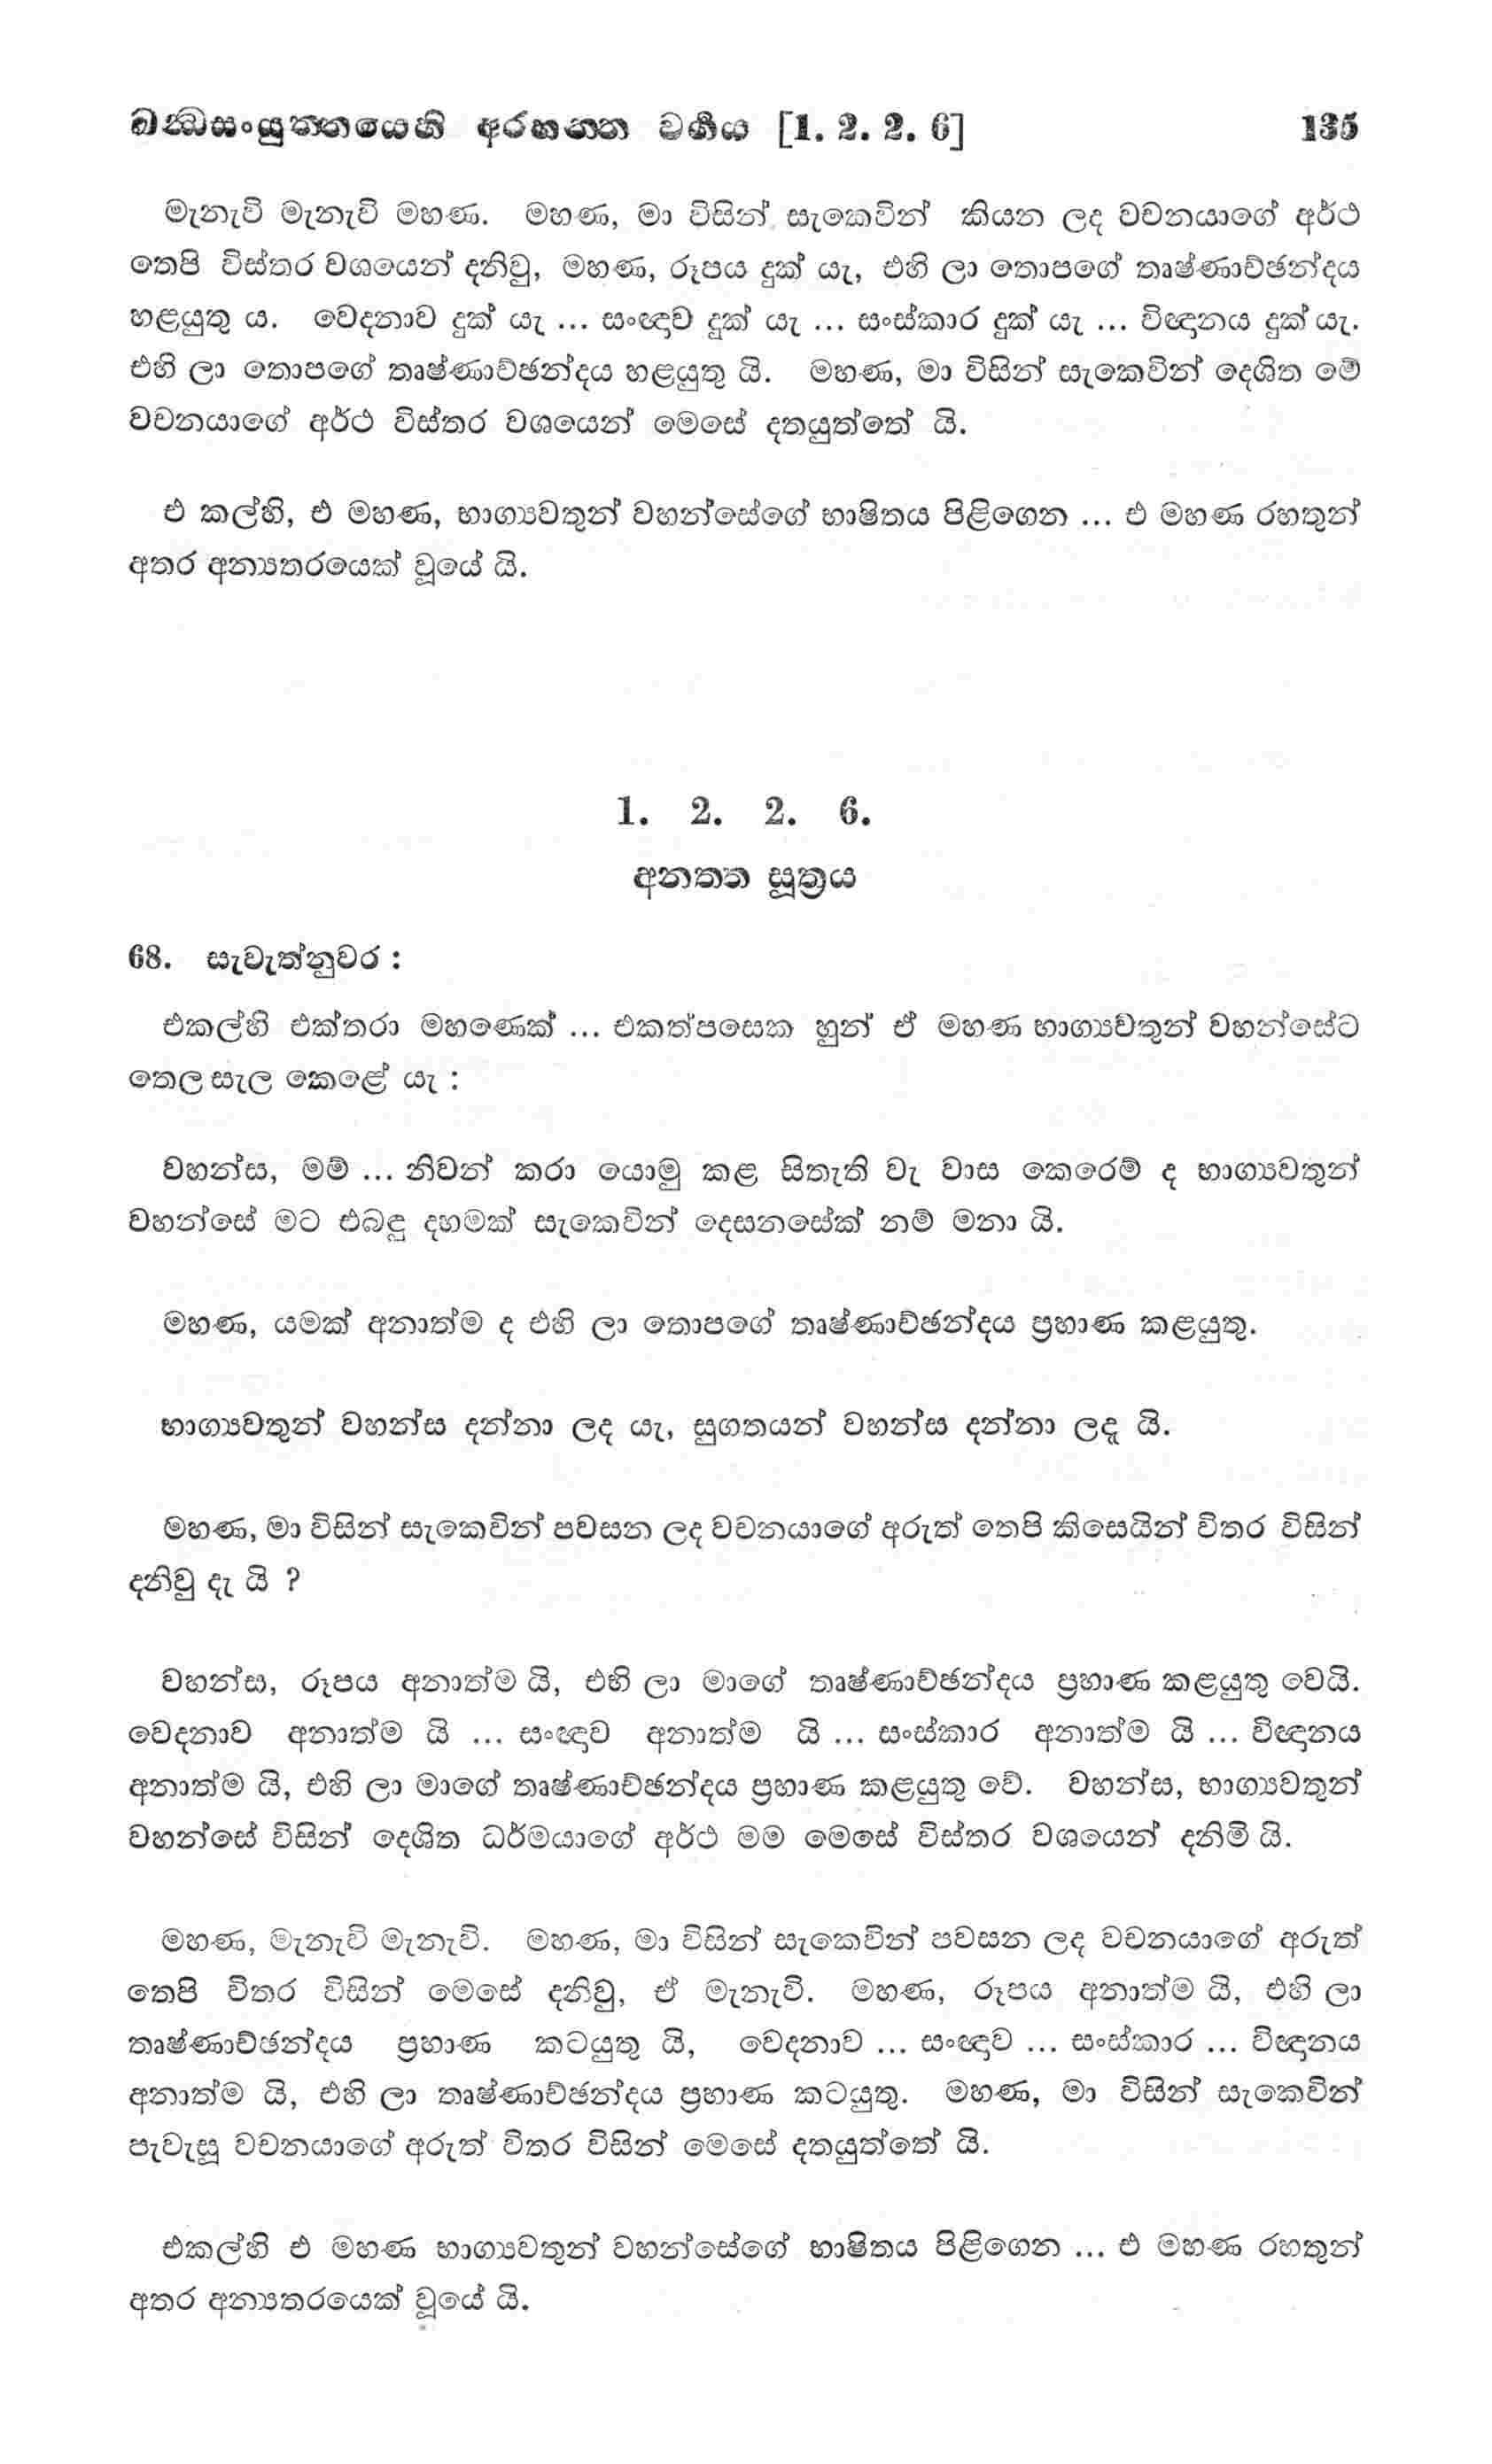 ඛන්ධසංයුත්තයෙහි අරහන්ත වර්ගය [1. 2. 2. 6] 135
මැනැවි මැනැවි මහණ. මහණ, මා විසින් සැකෙවින් කියන ලද වචනයාගේ අර්ථ
තෙපි විස්තර වශයෙන් දනිවු, මහණ, රූපය දුක් යැ, එහි ලා තොපගේ තෘෂ්ණාච්ඡන්දය
හළයුතු ය. වේදනාව දුක් යැ ... සංඥාව දුක් යැ ... සංස්කාර දුක් යැ ... විඥානය දුක් යැ.
එහි ලා තොපගේ තෘෂ්ණාච්ඡන්දය හළයුතු යි. මහණ, මා විසින් සැකෙවින් දෙශිත මේ
වචනයාගේ අර්ථ විස්තර වශයෙන් මෙසේ දතයුත්තේ යි.
එ කල්හි, එ මහණ, භාග්‍යවතුන් වහන්සේගේ භාෂිතය පිළිගෙන ... එ මහණ රහතුන්
අතර අන්‍යතරයෙක් වූයේ යි.
1. 2. 2. 6.
අනත්ත සූත්‍රය
68. සැවැත්නුවර :
එකල්හි එක්තරා මහණෙක් ... එකත්පසෙක හුන් ඒ මහණ භාග්‍යවතුන් වහන්සේට
තෙල සැල කෙළේ යැ :
වහන්ස, මම් ... නිවන් කරා යොමු කළ සිතැති වැ වාස කෙරෙම් ද භාග්‍යවතුන්
වහන්සේ මට එබඳු දහමක් සැකෙවින් දෙසනසේක් නම් මනා යි.
මහණ, යමක් අනාත්ම ද එහි ලා තොපගේ තෘෂ්ණාච්ඡන්දය ප්‍රහාණ කළයුතු.
භාග්‍යවතුන් වහන්ස දන්නා ලද යැ, සුගතයන් වහන්ස දන්නා ලදැ යි.
මහණ, මා විසින් සැකෙවින් පවසන ලද වචනයාගේ අරුත් තෙපි කිසෙයින් විතර විසින්
දනිවු දැ යි ?
වහන්ස, රූපය අනාත්ම යි, එහි ලා මාගේ තෘෂ්ණාච්ඡන්දය ප්‍රහාණ කළයුතු වෙයි.
වේදනාව අනාත්ම යි ... සංඥාව අනාත්ම යි ... සංස්කාර අනාත්ම යි ... විඥානය
අනාත්ම යි, එහි ලා මාගේ තෘෂ්ණාච්ඡන්දය ප්‍රහාණ කළයුතු වේ. වහන්ස, භාග්‍යවතුන්
වහන්සේ විසින් දෙශිත ධර්මයාගේ අර්ථ මම මෙසේ විස්තර වශයෙන් දනිමි යි.
මහණ, මැනැවි මැනැවි. මහණ, මා විසින් සැකෙවින් පවසන ලද වචනයාගේ අරුත්
තෙපි විතර විසින් මෙසේ දනිවු, ඒ මැනැවි. මහණ, රූපය අනාත්ම යි, එහි ලා
තෘෂ්ණාච්ඡන්දය ප්‍රහාණ කටයුතු යි, වේදනාව ... සංඥාව ... සංස්කාර ... විඥානය
අනාත්ම යි, එහි ලා තෘෂ්ණාච්ඡන්දය ප්‍රහාණ කටයුතු. මහණ, මා විසින් සැකෙවින්
පැවැසූ වචනයාගේ අරුත් විතර විසින් මෙසේ දතයුත්තේ යි.
එකල්හි එ මහණ භාග්‍යවතුන් වහන්සේගේ භාෂිතය පිළිගෙන ... එ මහණ රහතුන්
අතර අන්‍යතරයෙක් වූයේ යි.